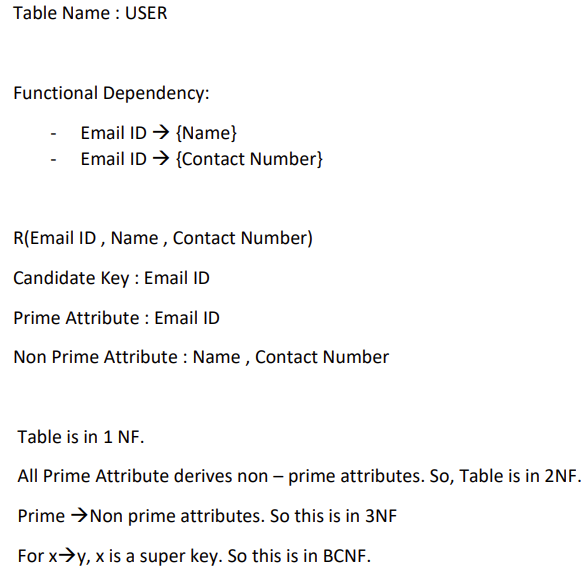 Table Name : USER
Functional Dependency:
- Email ID → {Name}
- Email ID → {Contact Number}
R(Email ID , Name , Contact Number)
Candidate Key : Email ID
Prime Attribute : Email ID
Non Prime Attribute : Name , Contact Number
Table is in 1 NF.
All Prime Attribute derives non – prime attributes. So, Table is in 2NF.
Prime →Non prime attributes. So this is in 3NF
For x→y, x is a super key. So this is in BCNF.